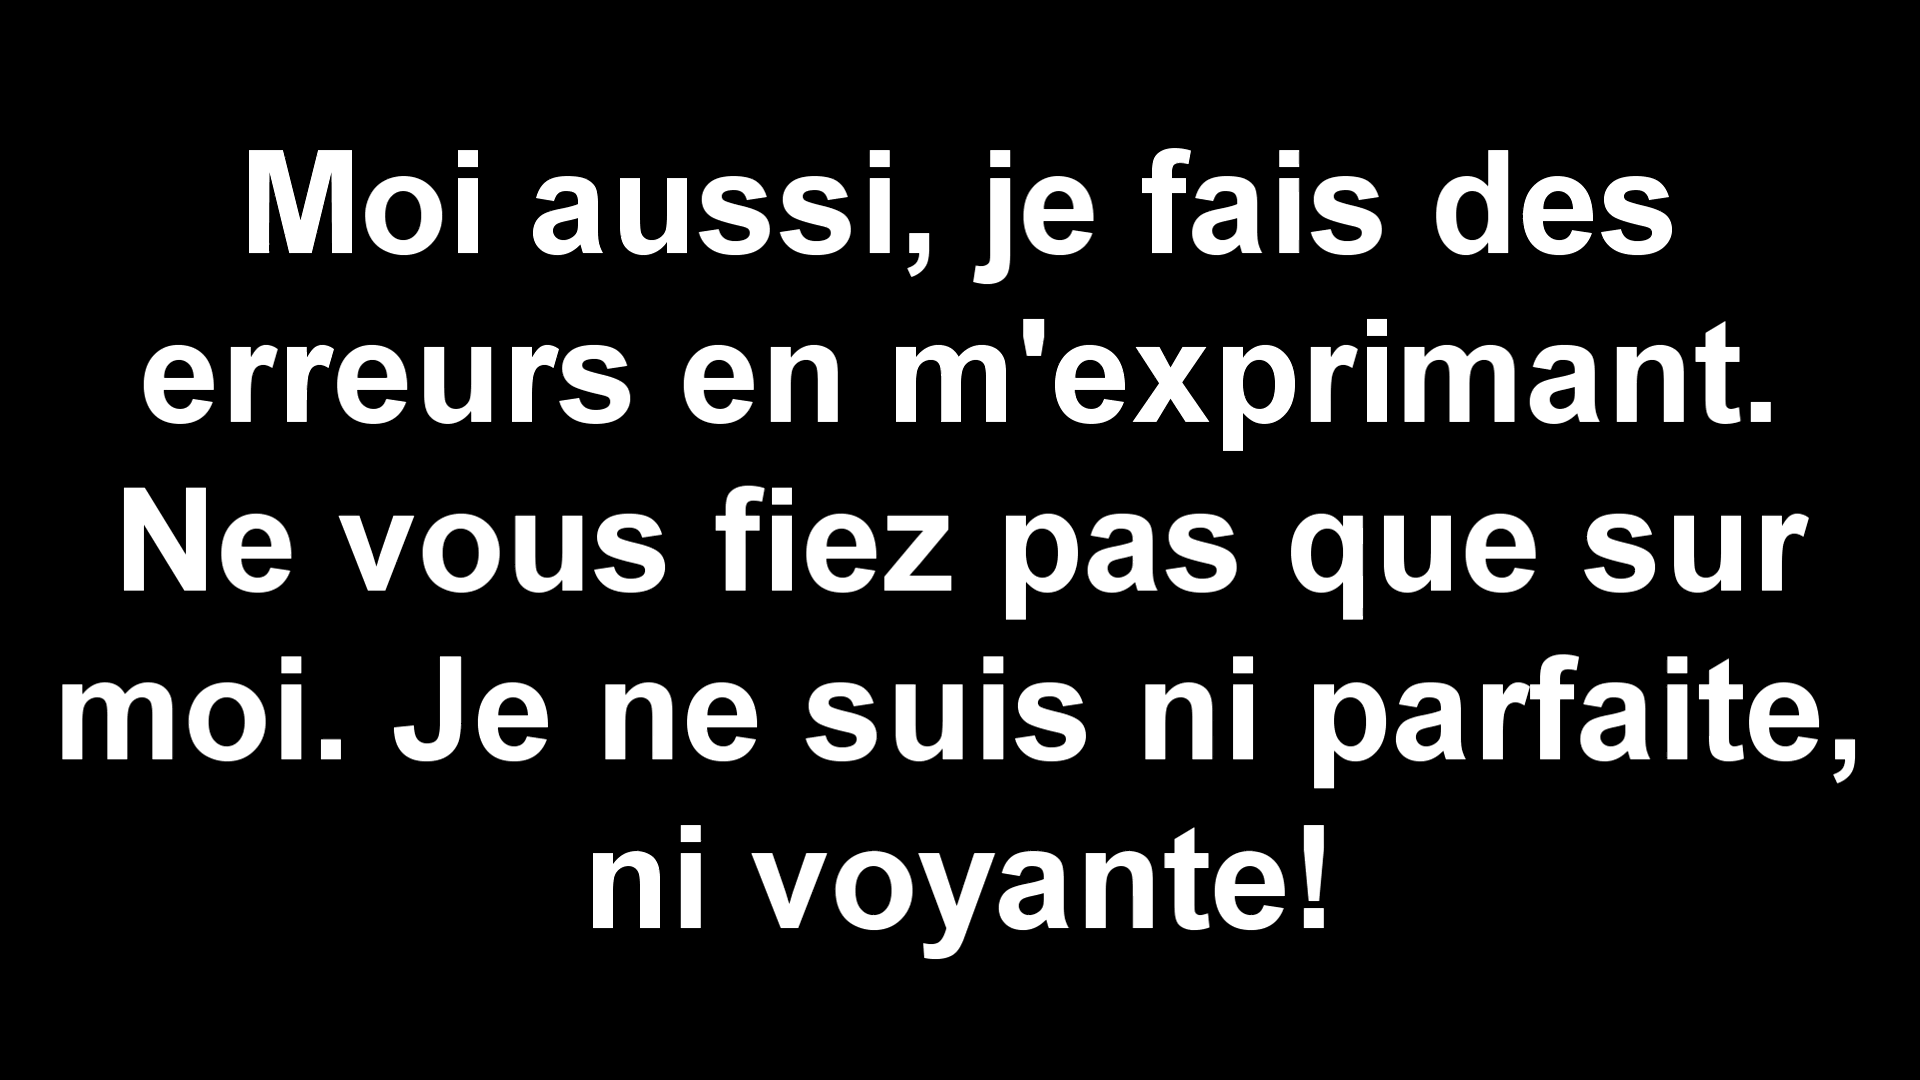 Moi aussi, je fais des
erreurs en m'exprimant.
Ne vous fiez pas que sur
moi. Je ne suis ni parfaite,
ni voyante!